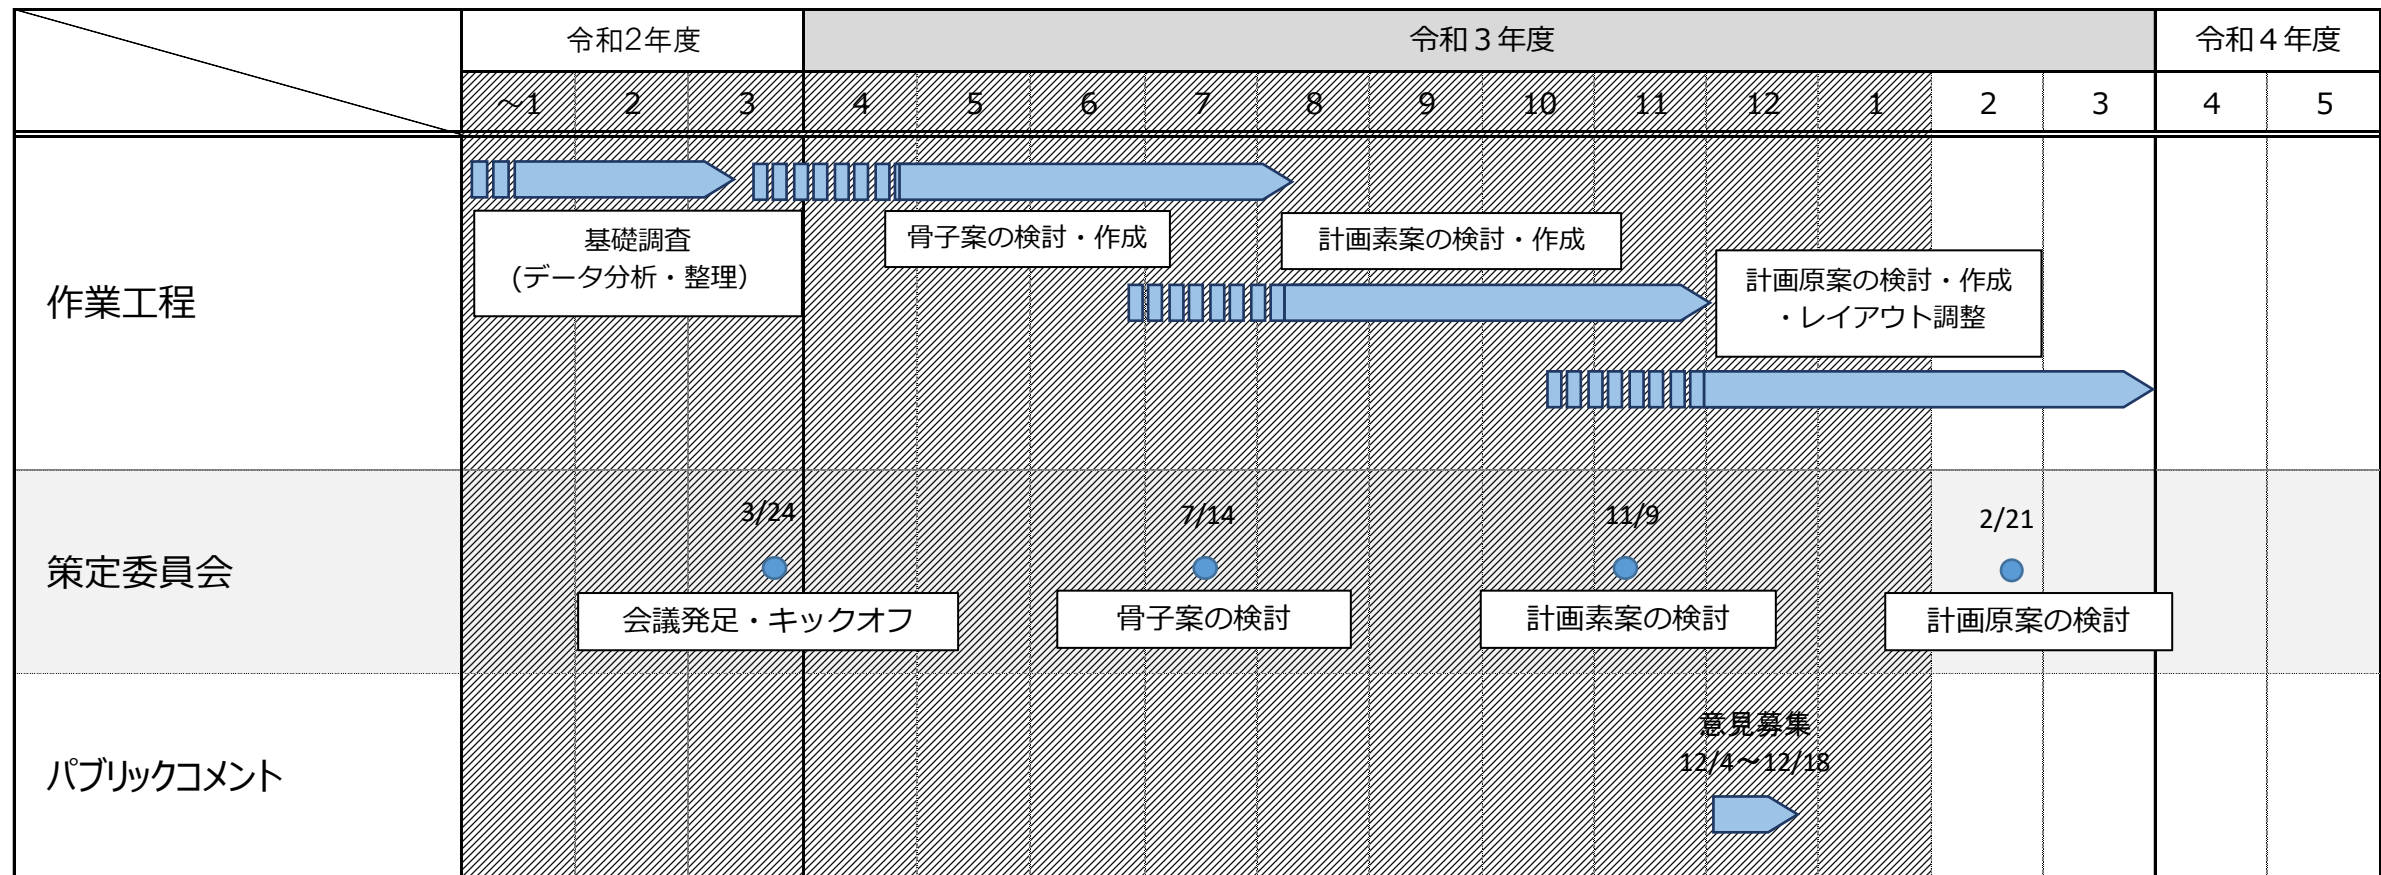 令和2年度 令和３年度 令和４年度
～1 2 3 4 5 6 7 8 9 10 11 12 1 2 3 4 5
作業工程
基礎調査
(データ分析・整理）
骨子案の検討・作成
計画素案の検討・作成
計画原案の検討・作成
・レイアウト調整
策定委員会
3/24 7/14 11/9 2/21
会議発足・キックオフ 骨子案の検討 計画素案の検討 計画原案の検討
パブリックコメント
意見募集
12/4～12/18